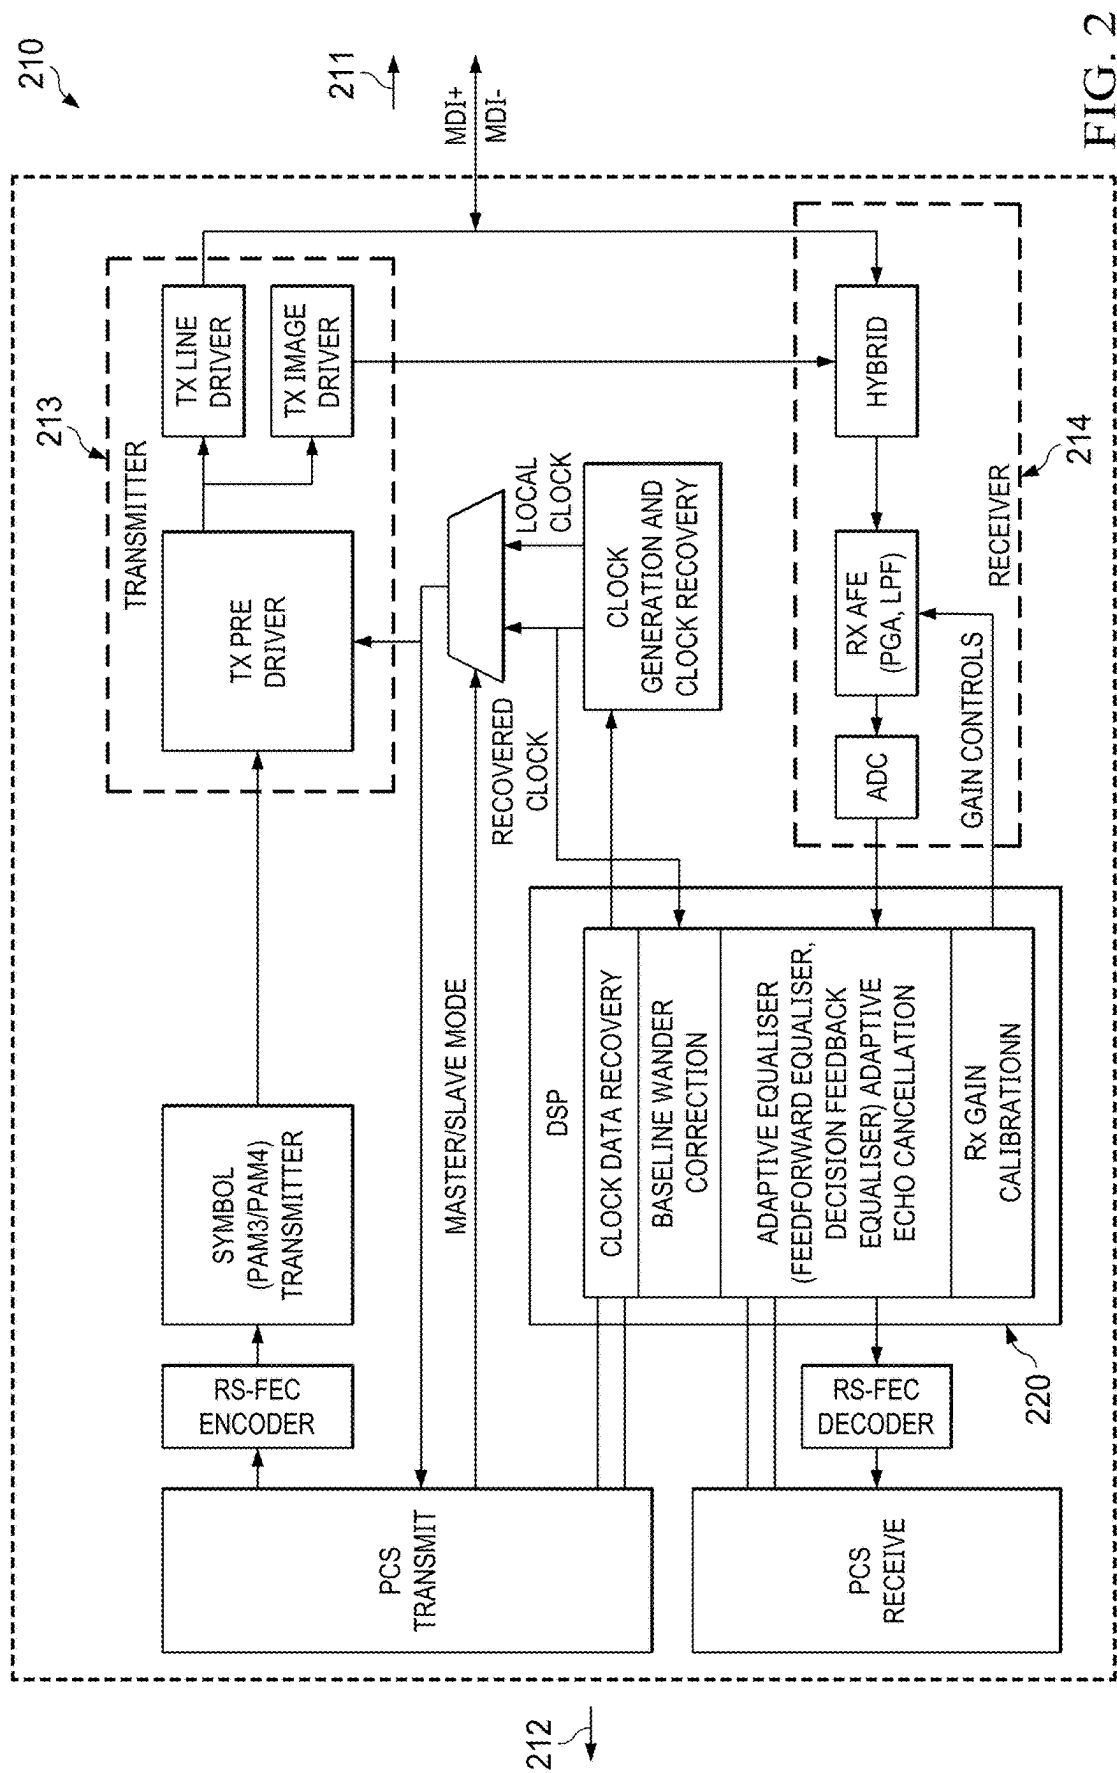 210
211
MDI+
MDI-
213
TRANSMITTER
TX LINE
DRIVER
TX IMAGE
DRIVER
TX PRE
DRIVER
SYMBOL
(PAM3/PAM4)
TRANSMITTER
RS-FEC
ENCODER
PCS
TRANSMIT
MASTER/SLAVE MODE
RECOVERED
CLOCK
LOCAL
CLOCK
CLOCK
GENERATION AND
CLOCK RECOVERY
HYBRID
RX AFE
(PGA, LPF)
ADC
GAIN CONTROLS
RECEIVER
214
DSP
CLOCK DATA RECOVERY
BASELINE WANDER
CORRECTION
ADAPTIVE EQUALISER
(FEEDFORWARD EQUALISER,
DECISION FEEDBACK
EQUALISER) ADAPTIVE
ECHO CANCELLATION
Rx GAIN
CALIBRATIONN
220
RS-FEC
DECODER
PCS
RECEIVE
212
FIG. 2